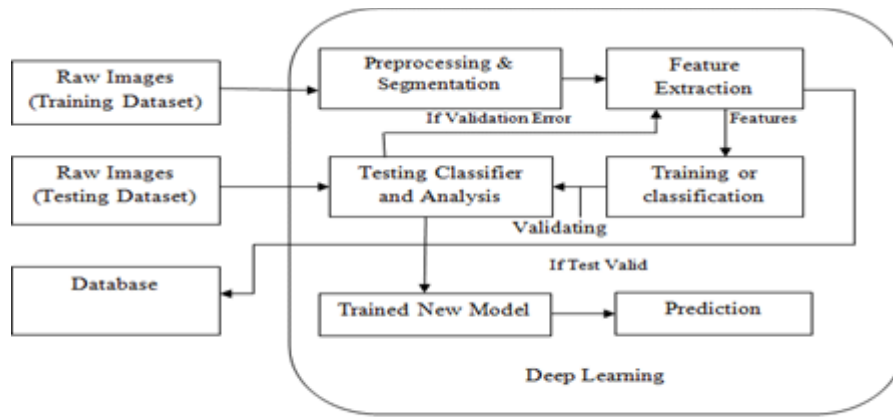 Raw Images
(Training Dataset)
Preprocessing &
Segmentation
Feature
Extraction
If Validation Error
Features
Raw Images
(Testing Dataset)
Testing Classifier
and Analysis
Training or
classification
Validating
If Test Valid
Database
Trained New Model
Prediction
Deep Learning